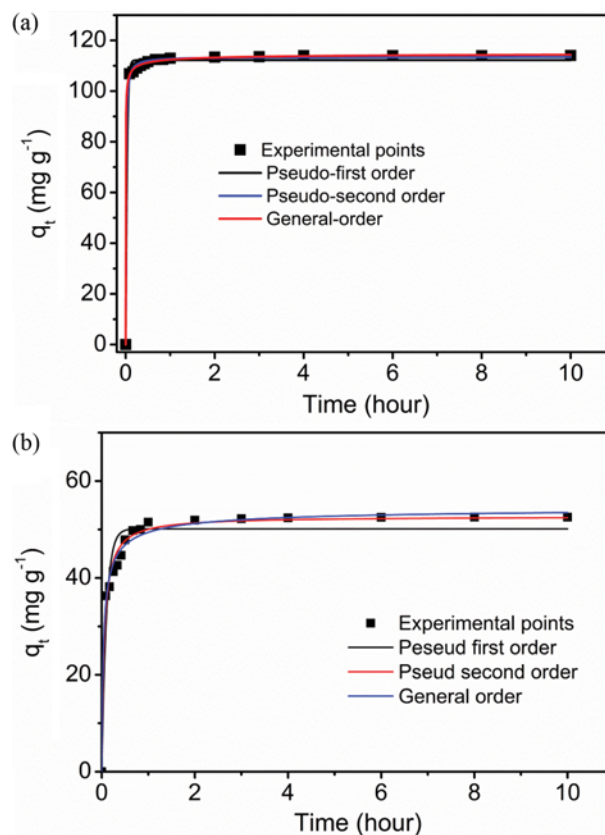 (a)
120
100
80
60
40
20
0
q_t (mg g⁻¹)
Experimental points
Pseudo-first order
Pseudo-second order
General-order
0 2 4 6 8 10
Time (hour)
(b)
60
40
20
0
q_t (mg g⁻¹)
Experimental points
Peseud first order
Pseud second order
General order
0 2 4 6 8 10
Time (hour)